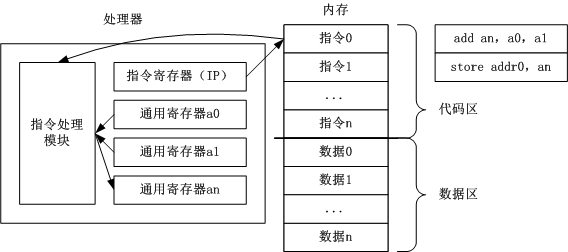 处理器
内存
指令处理
模块
指令寄存器（IP）
通用寄存器a0
通用寄存器a1
通用寄存器an
指令0
指令1
...
指令n
数据0
数据1
...
数据n
代码区
数据区
add an, a0, a1
store addr0, an